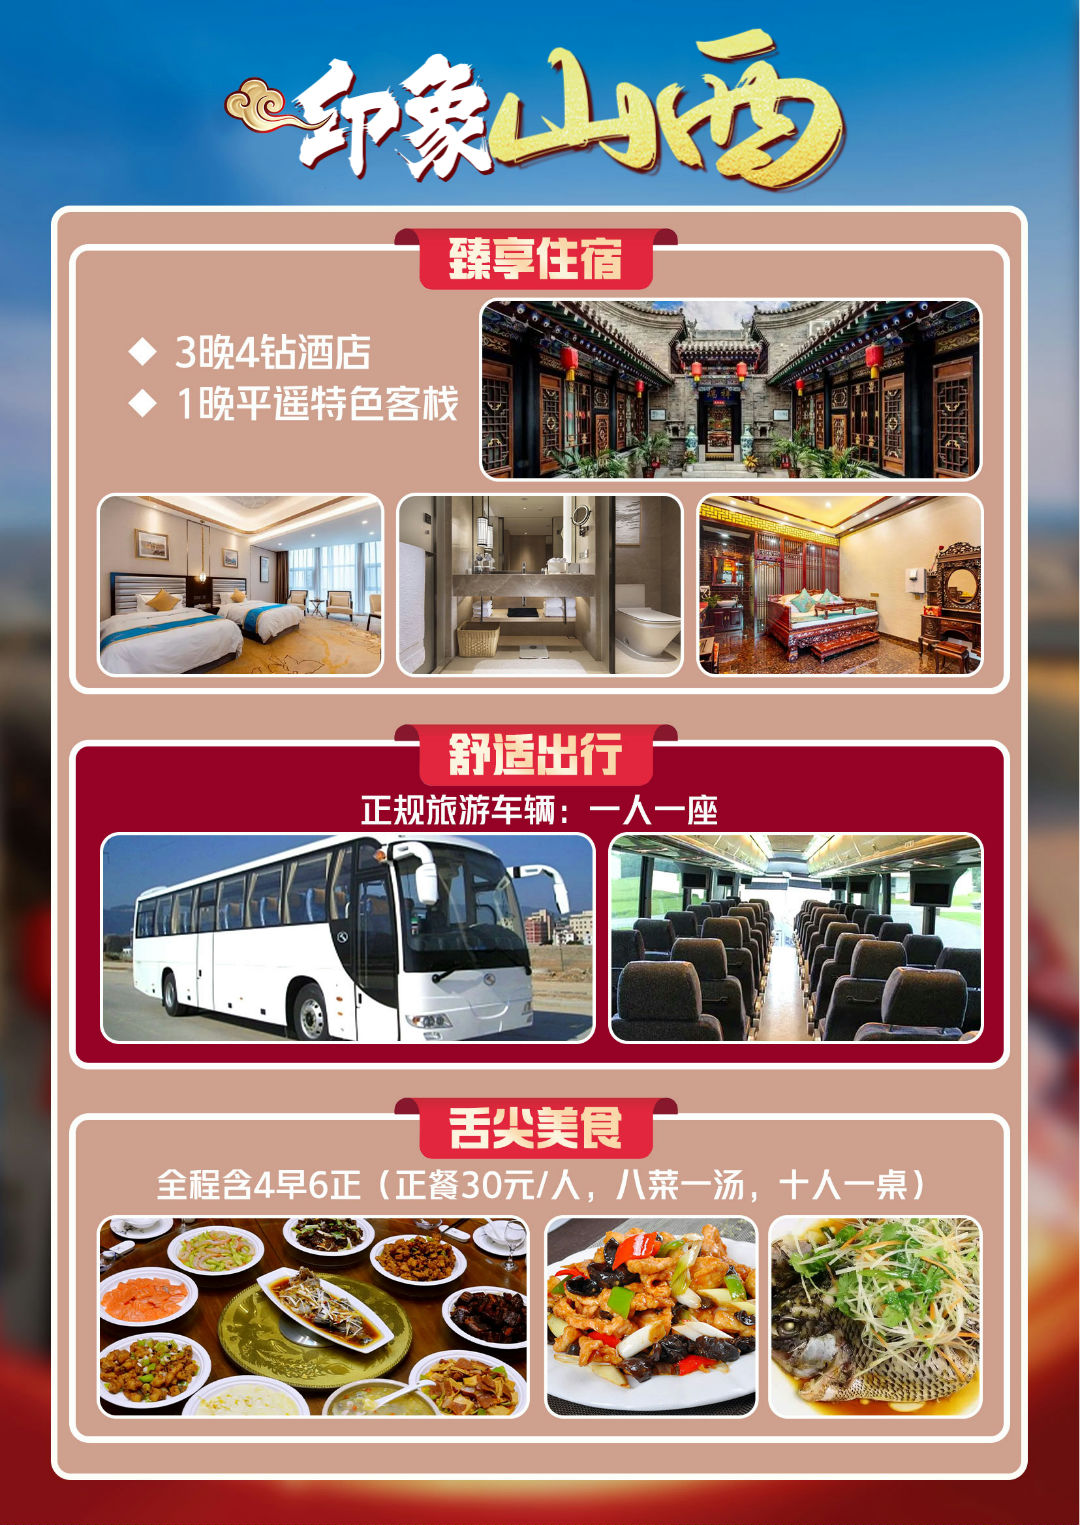 印象山西
臻享住宿
◆ 3晚4钻酒店
◆ 1晚平遥特色客栈
舒适出行
正规旅游车辆：一人一座
舌尖美食
全程含4早6正（正餐30元/人，八菜一汤，十人一桌）